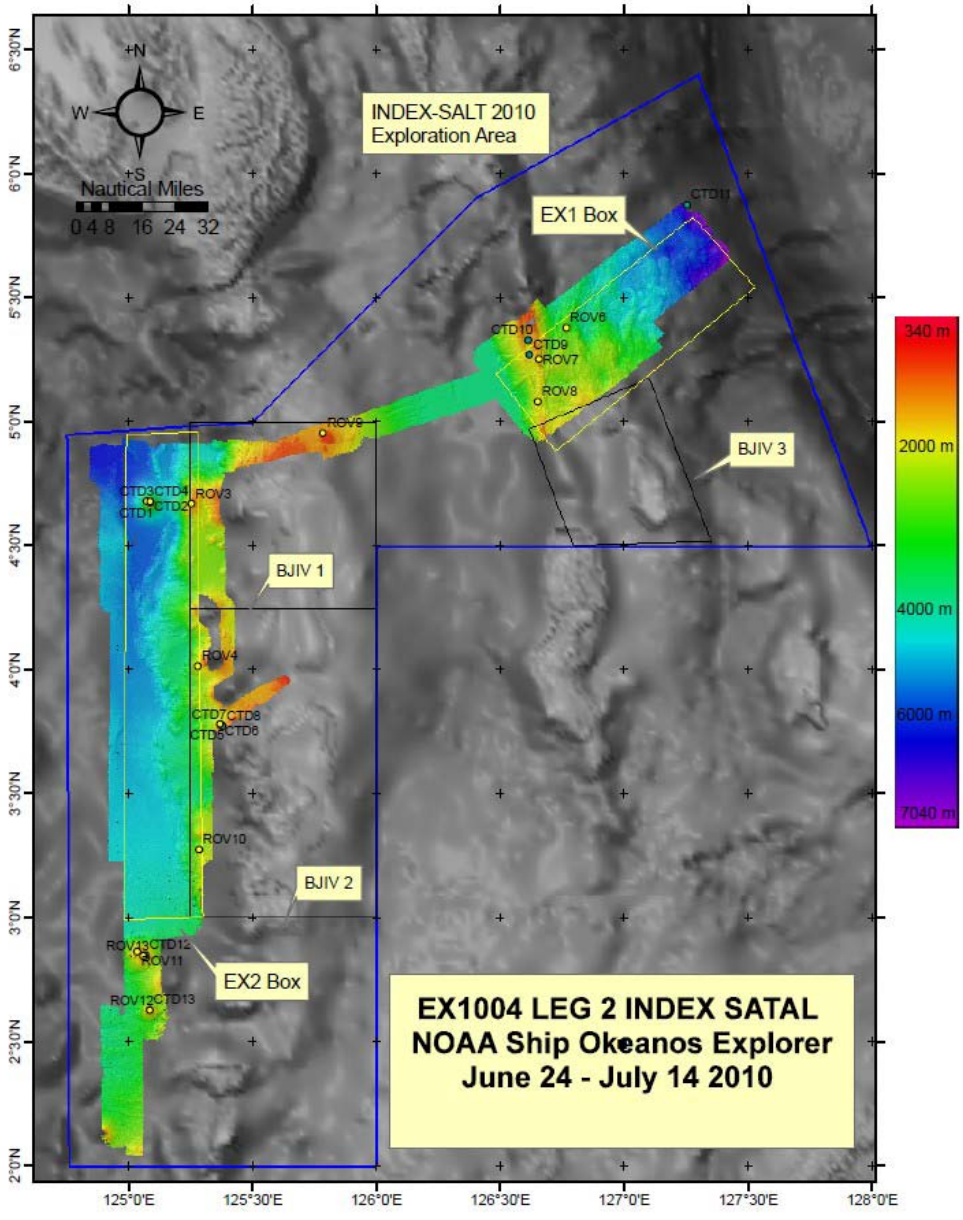 N
W E
S
Nautical Miles
0 4 8 16 24 32
INDEX-SALT 2010
Exploration Area
EX1 Box
CTD11
ROV6
CTD10
CTD9
ROV7
ROV8
ROV9
BJIV 3
CTD3 CTD4
ROV3
CTD1 CTD2
BJIV 1
ROV4
CTD7 CTD8
CTD5 CTD6
ROV10
BJIV 2
ROV13 CTD12
ROV11
EX2 Box
ROV12 CTD13
EX1004 LEG 2 INDEX SATAL
NOAA Ship Okeanos Explorer
June 24 - July 14 2010
340 m
2000 m
4000 m
6000 m
7040 m
6°30'N
6°0'N
5°30'N
5°0'N
4°30'N
4°0'N
3°30'N
3°0'N
2°30'N
2°0'N
125°0'E 125°30'E 126°0'E 126°30'E 127°0'E 127°30'E 128°0'E